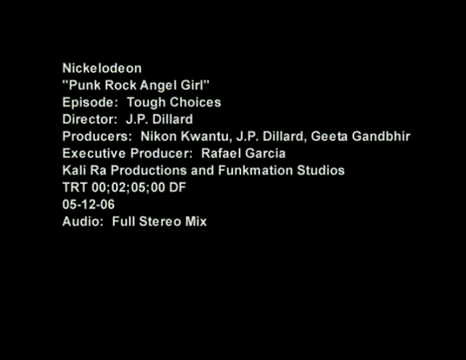 Nickelodeon
"Punk Rock Angel Girl"
Episode:  Tough Choices
Director:  J.P. Dillard
Producers:  Nikon Kwantu, J.P. Dillard, Geeta Gandbhir
Executive Producer:  Rafael Garcia
Kali Ra Productions and Funkmation Studios
TRT 00;02;05;00 DF
05-12-06
Audio:  Full Stereo Mix